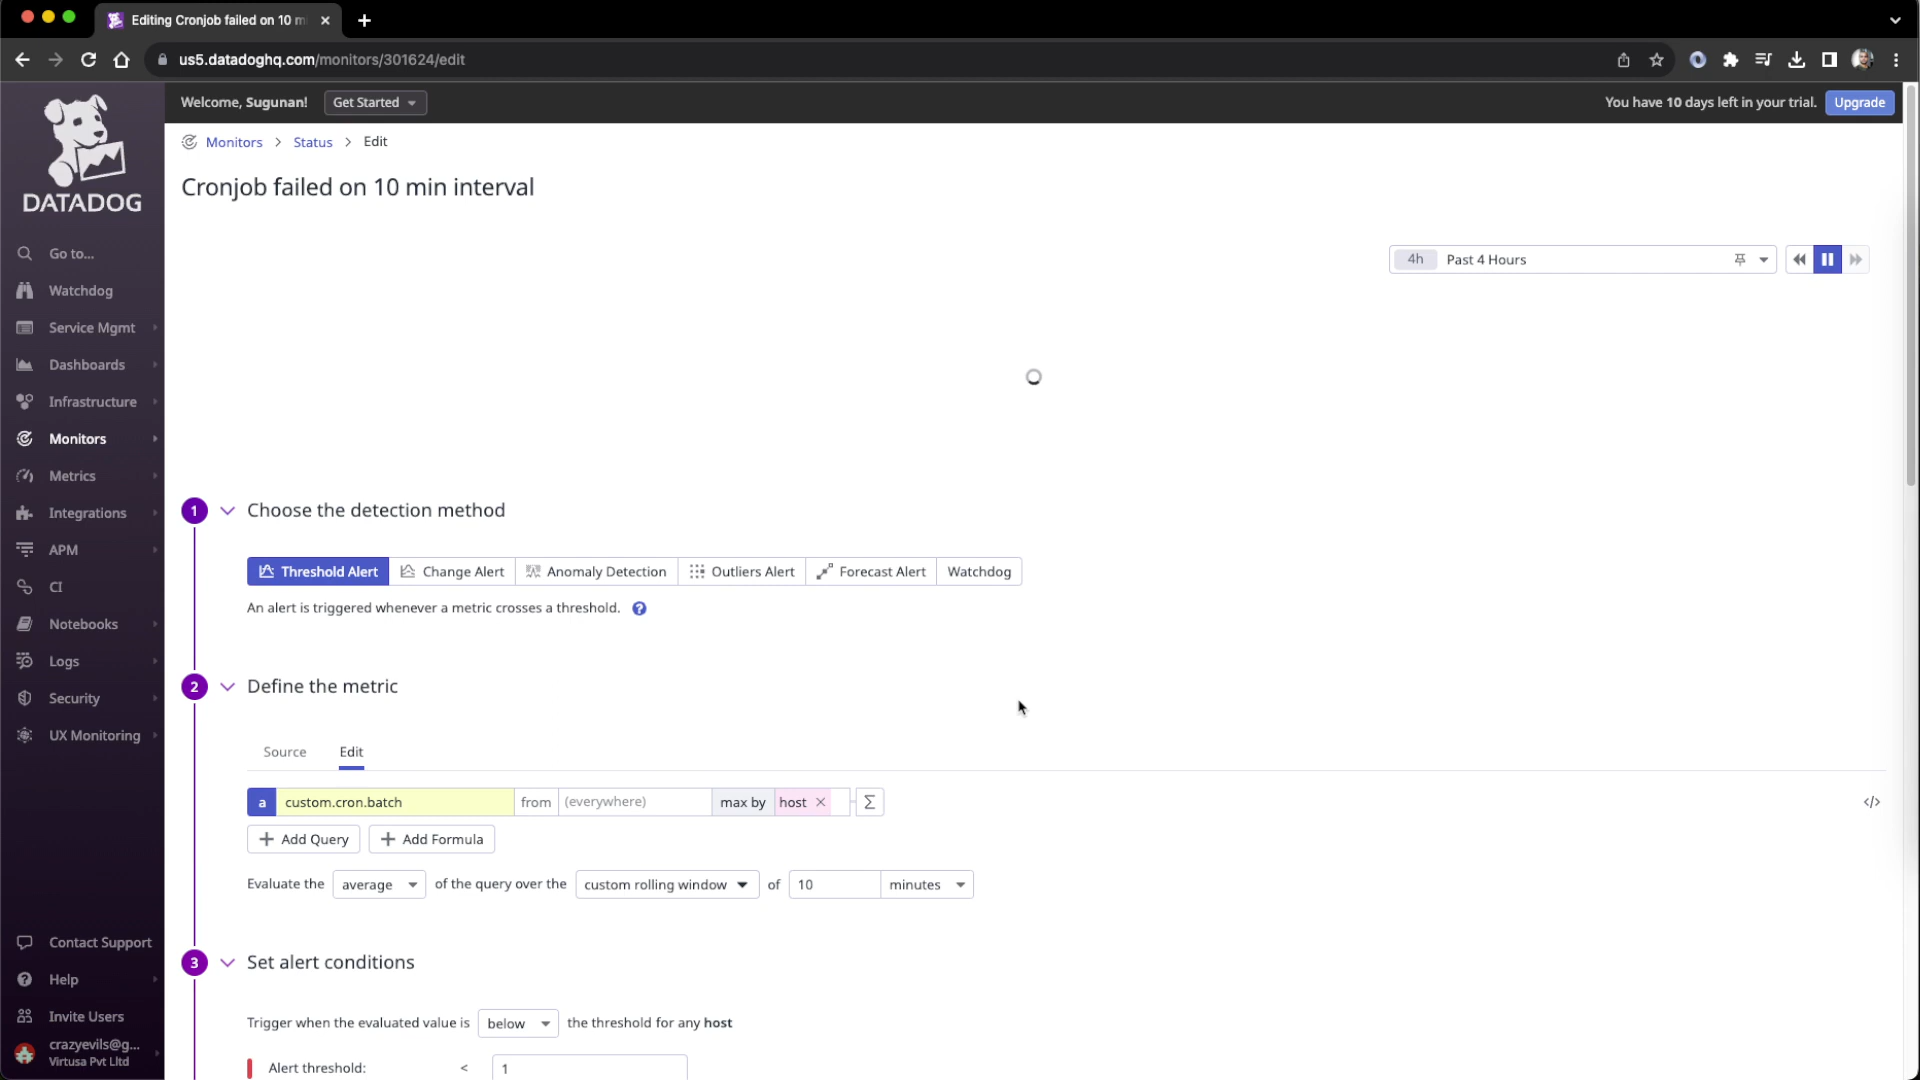 Editing Cronjob failed on 10 m
us5.datadoghq.com/monitors/301624/edit
DATADOG
Welcome, Sugunan!
Get Started
You have 10 days left in your trial.
Upgrade
Monitors > Status > Edit
Cronjob failed on 10 min interval
4h Past 4 Hours
Go to...
Watchdog
Service Mgmt
Dashboards
Infrastructure
Monitors
Metrics
Integrations
APM
CI
Notebooks
Logs
Security
UX Monitoring
Contact Support
Help
Invite Users
crazyevils@g...
Virtusa Pvt Lltd
1 Choose the detection method
Threshold Alert
Change Alert
Anomaly Detection
Outliers Alert
Forecast Alert
Watchdog
An alert is triggered whenever a metric crosses a threshold. ?
2 Define the metric
Source
Edit
a custom.cron.batch from (everywhere) max by host × Σ
</>
+ Add Query
+ Add Formula
Evaluate the average of the query over the custom rolling window of 10 minutes
3 Set alert conditions
Trigger when the evaluated value is below the threshold for any host
Alert threshold: < 1